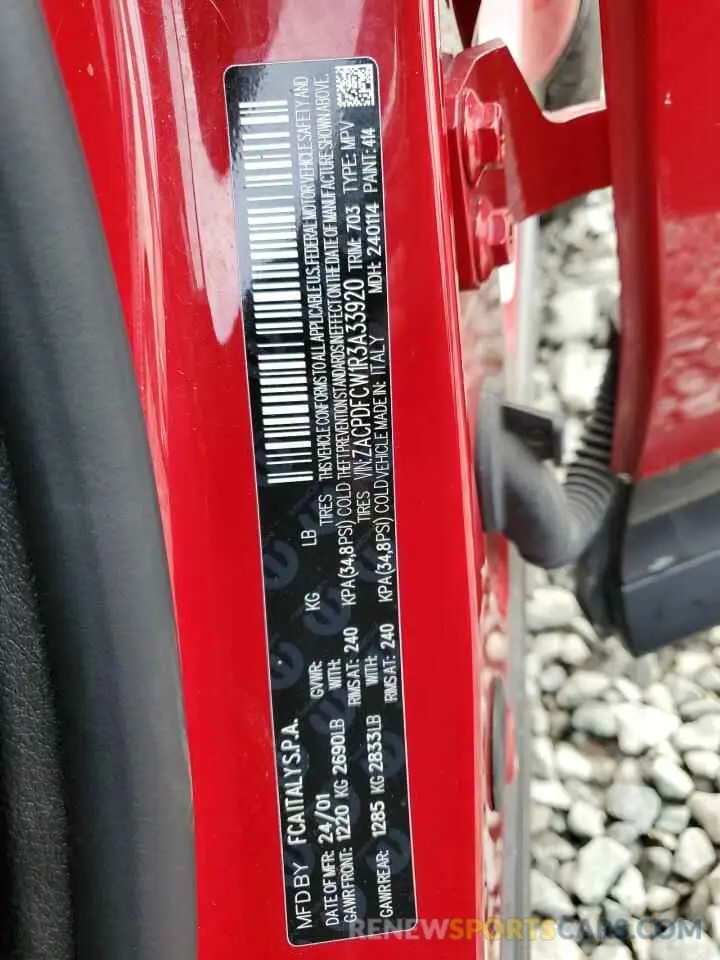 MFD BY FCA ITALY S.P.A.
DATE OF MFR: 24/01 GVWR: KG LB
GAWR FRONT: 1220 KG 2690LB WITH: TIRES
RIMS AT: 240 KPA(34,8PSI) COLD
GAWR REAR: 1285 KG 2833LB WITH: TIRES
RIMS AT: 240 KPA(34,8PSI) COLD
THIS VEHICLE CONFORMS TO ALL APPLICABLE U.S. FEDERAL MOTOR VEHICLE SAFETY AND
THEFT PREVENTION STANDARDS IN EFFECT ON THE DATE OF MANUFACTURE SHOWN ABOVE.
VIN: ZACPDFCW1R3A33920 TRIM: 703 TYPE: MPV
VEHICLE MADE IN: ITALY MDH: 240114 PAINT: 414
RENEWSPORTSCARS.COM